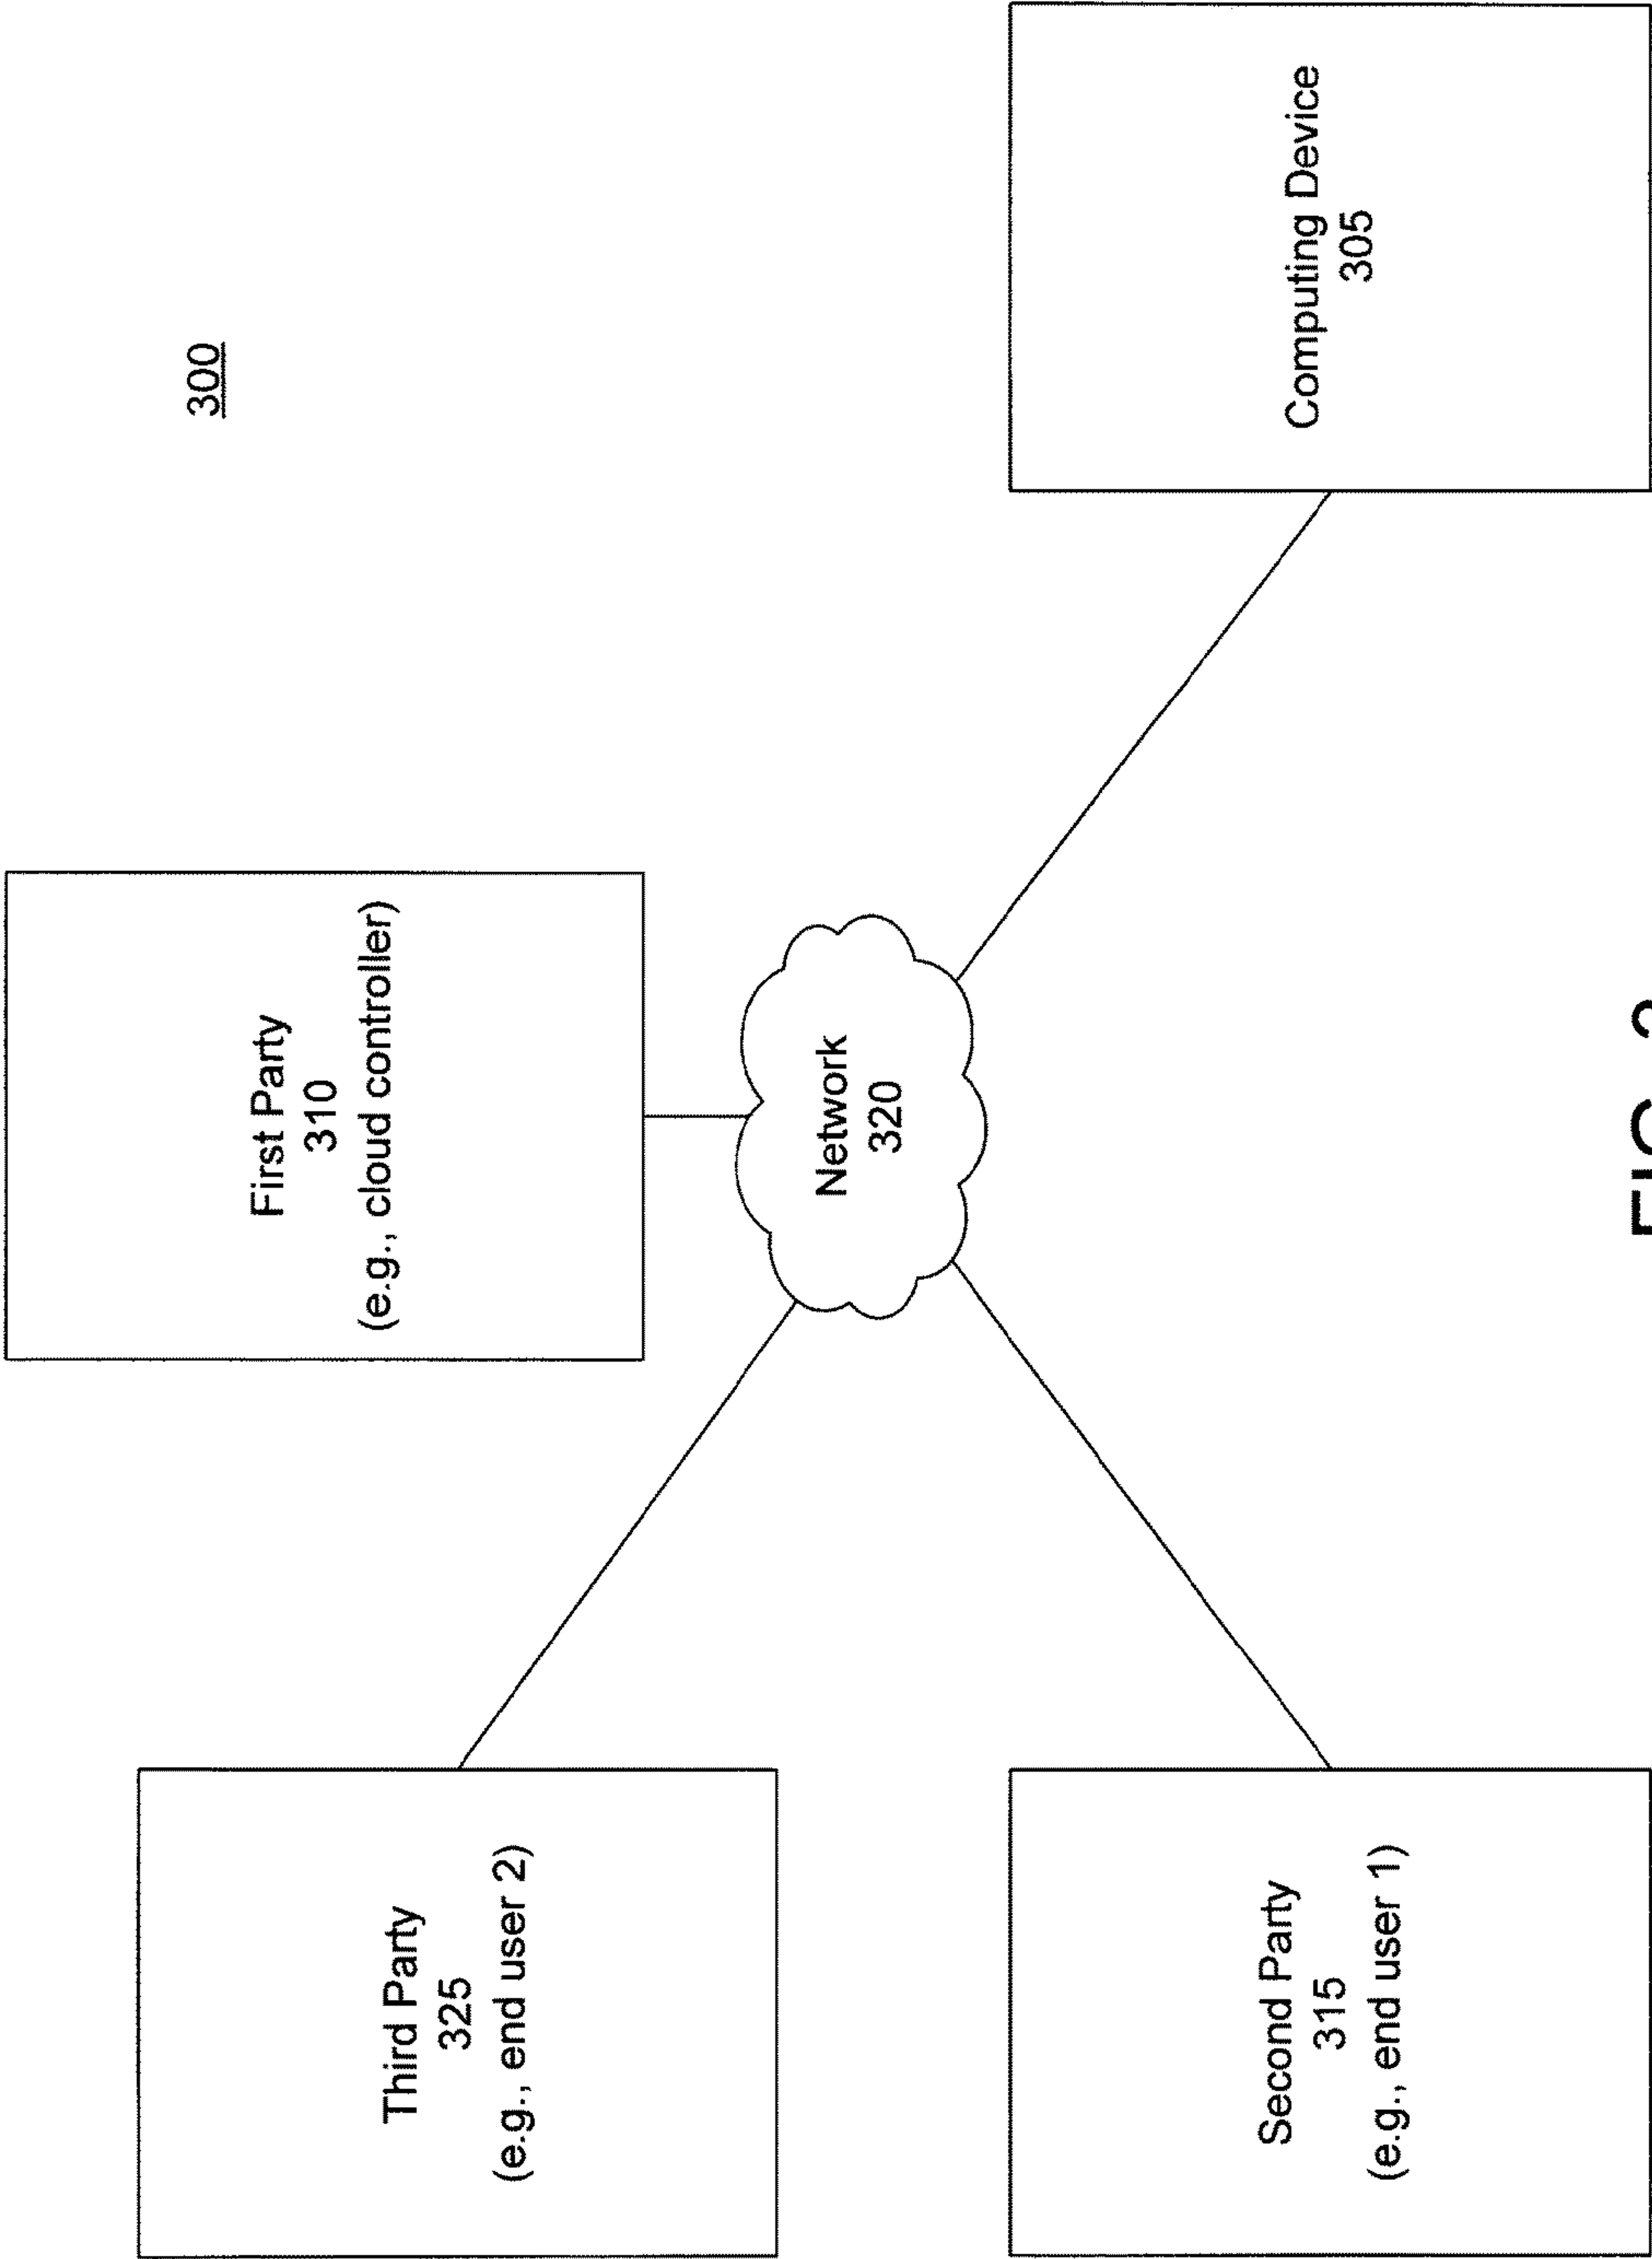 300
First Party
310
(e.g., cloud controller)
Third Party
325
(e.g., end user 2)
Network
320
Second Party
315
(e.g., end user 1)
Computing Device
305